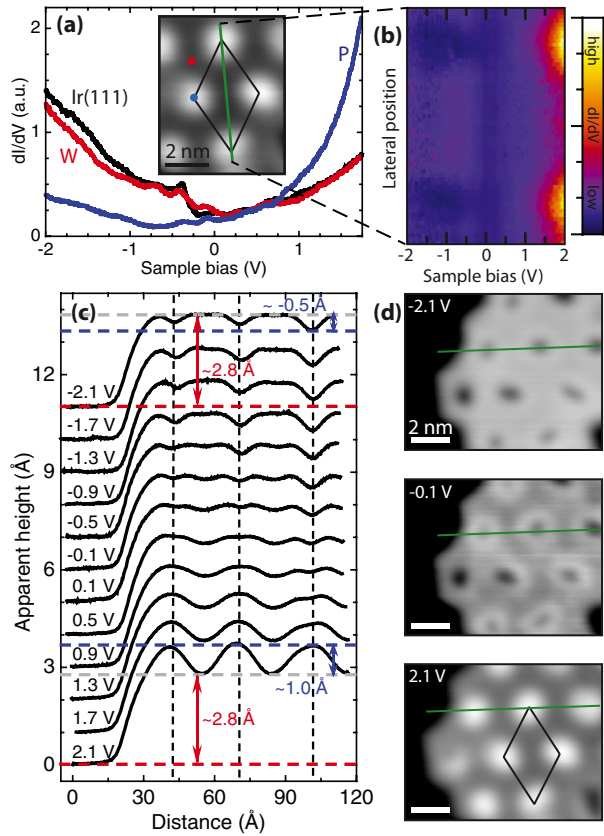 (a)
P
Ir(111)
W
2 nm
dI/dV (a.u.)
2
1
0
-2
-1
0
1
2
Sample bias (V)
(b)
Lateral position
-2
-1
0
1
2
Sample bias (V)
high
dI/dV
low
(c)
~ -0.5 Å
~2.8 Å
-2.1 V
-1.7 V
-1.3 V
-0.9 V
-0.5 V
-0.1 V
0.1 V
0.5 V
0.9 V
1.3 V
1.7 V
2.1 V
~1.0 Å
~2.8 Å
Apparent height (Å)
12
9
6
3
0
0
30
60
90
120
Distance (Å)
(d)
-2.1 V
2 nm
-0.1 V
2.1 V